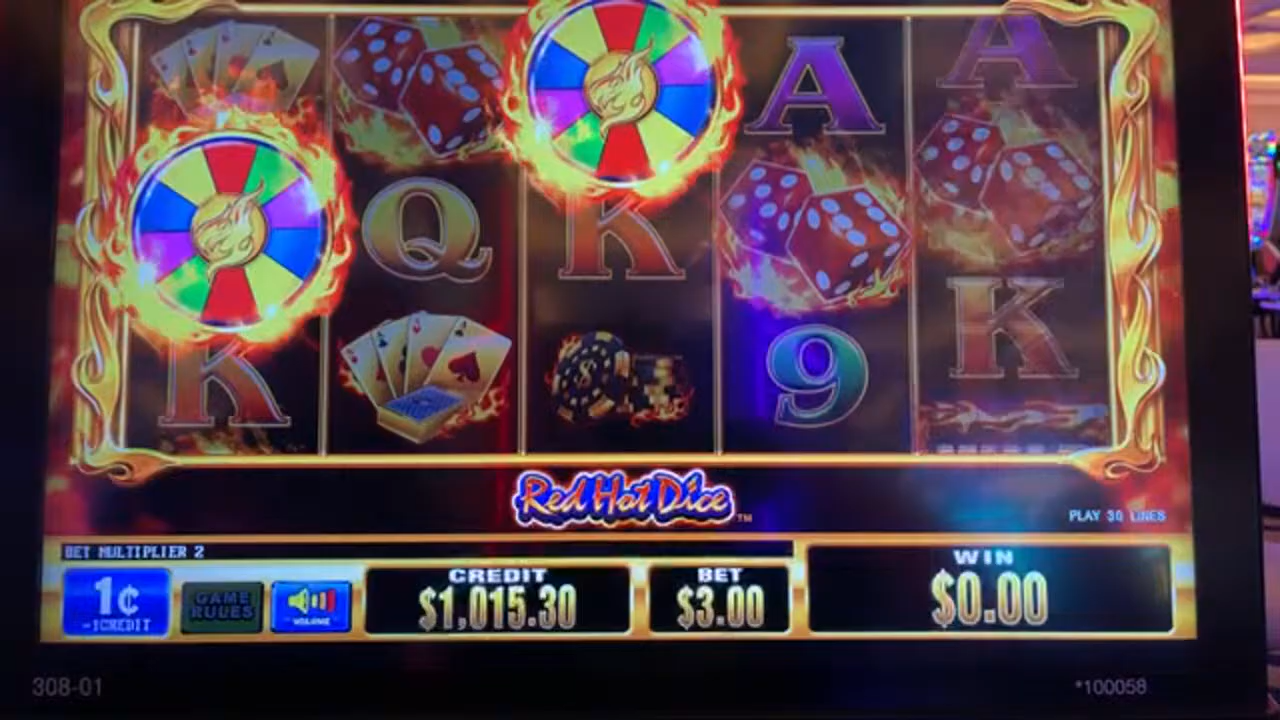 A
A
Q
K
K
K
9
Red Hot Dice™
PLAY 30 LINES
BET MULTIPLIER 2
1¢
=1CREDIT
GAME RULES
VOLUME
CREDIT
$1,015.30
BET
$3.00
WIN
$0.00
308-01
*100058